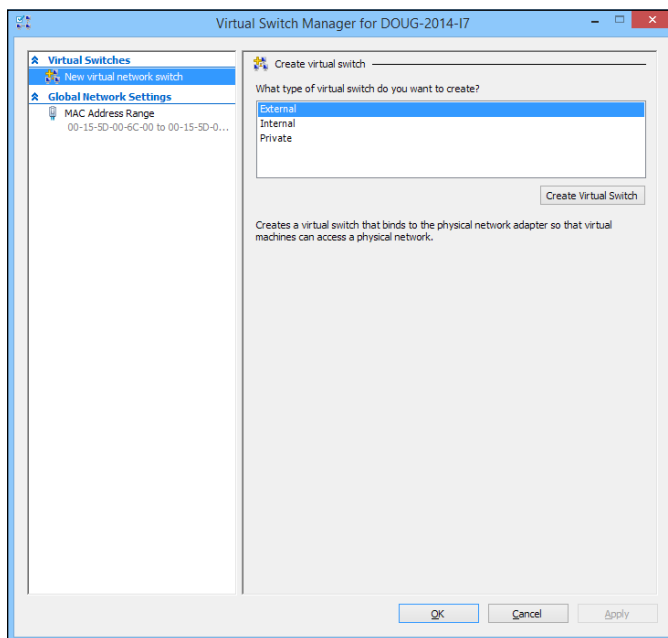 Virtual Switch Manager for DOUG-2014-I7
Virtual Switches
New virtual network switch
Global Network Settings
MAC Address Range
00-15-5D-00-6C-00 to 00-15-5D-0...
Create virtual switch
What type of virtual switch do you want to create?
External
Internal
Private
Create Virtual Switch
Creates a virtual switch that binds to the physical network adapter so that virtual
machines can access a physical network.
OK
Cancel
Apply